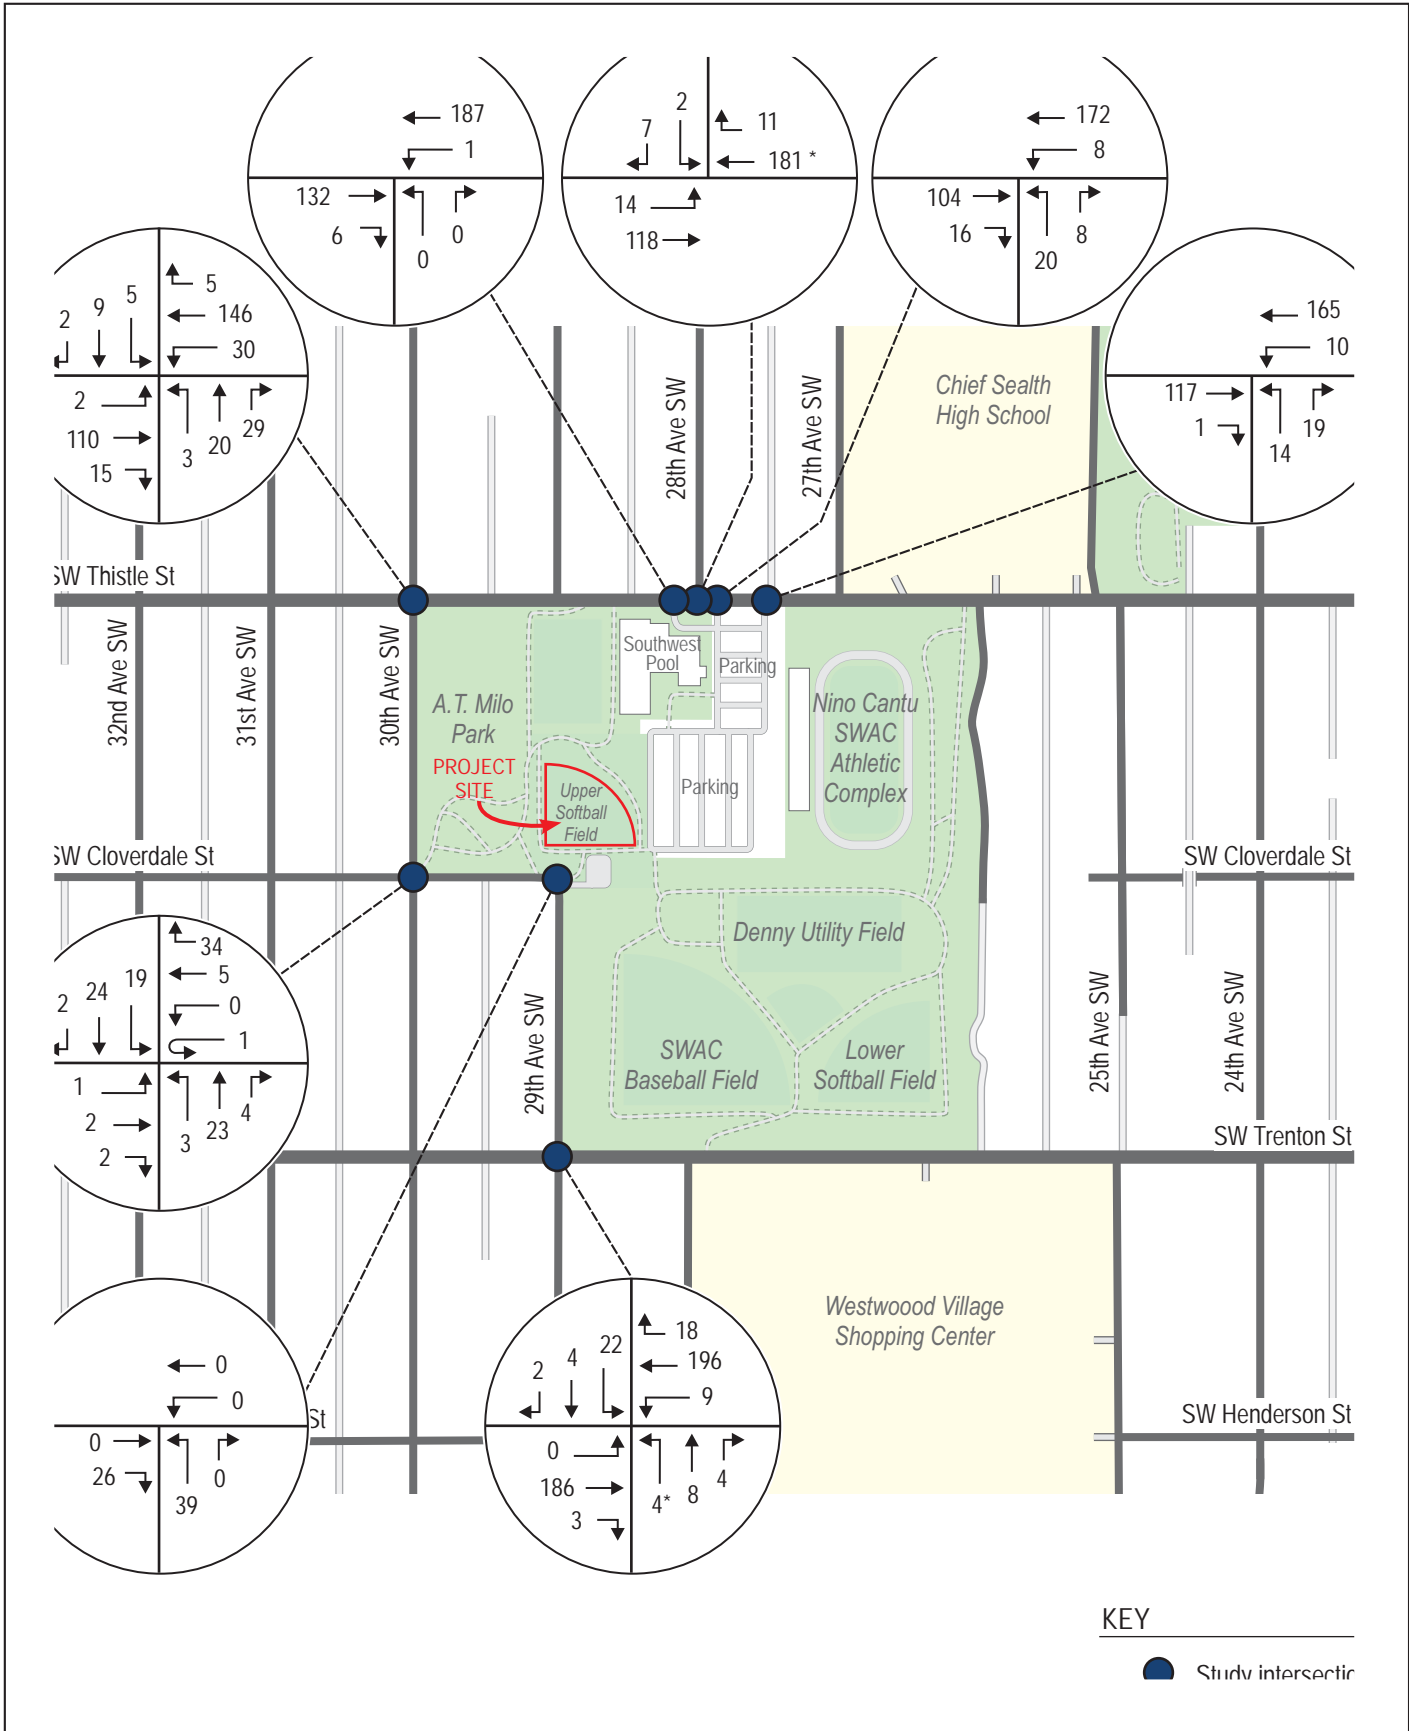 187
1
132
6
0
0
2
7
11
181 *
14
118
172
8
104
16
20
8
165
10
117
1
14
19
5
9
2
5
146
30
2
110
15
3
20
29
Chief Sealth
High School
28th Ave SW
27th Ave SW
SW Thistle St
32nd Ave SW
31st Ave SW
30th Ave SW
Southwest
Pool
Parking
A.T. Milo
Park
Nino Cantu
SWAC
Athletic
Complex
PROJECT
SITE
Upper
Softball
Field
Parking
SW Cloverdale St
SW Cloverdale St
34
5
0
1
19
24
2
1
2
2
3
23
4
Denny Utility Field
29th Ave SW
25th Ave SW
24th Ave SW
SWAC
Baseball Field
Lower
Softball Field
SW Trenton St
Westwoood Village
Shopping Center
0
0
0
26
39
0
St
22
4
2
18
196
9
0
186
3
4*
8
4
SW Henderson St
KEY
Study intersectio